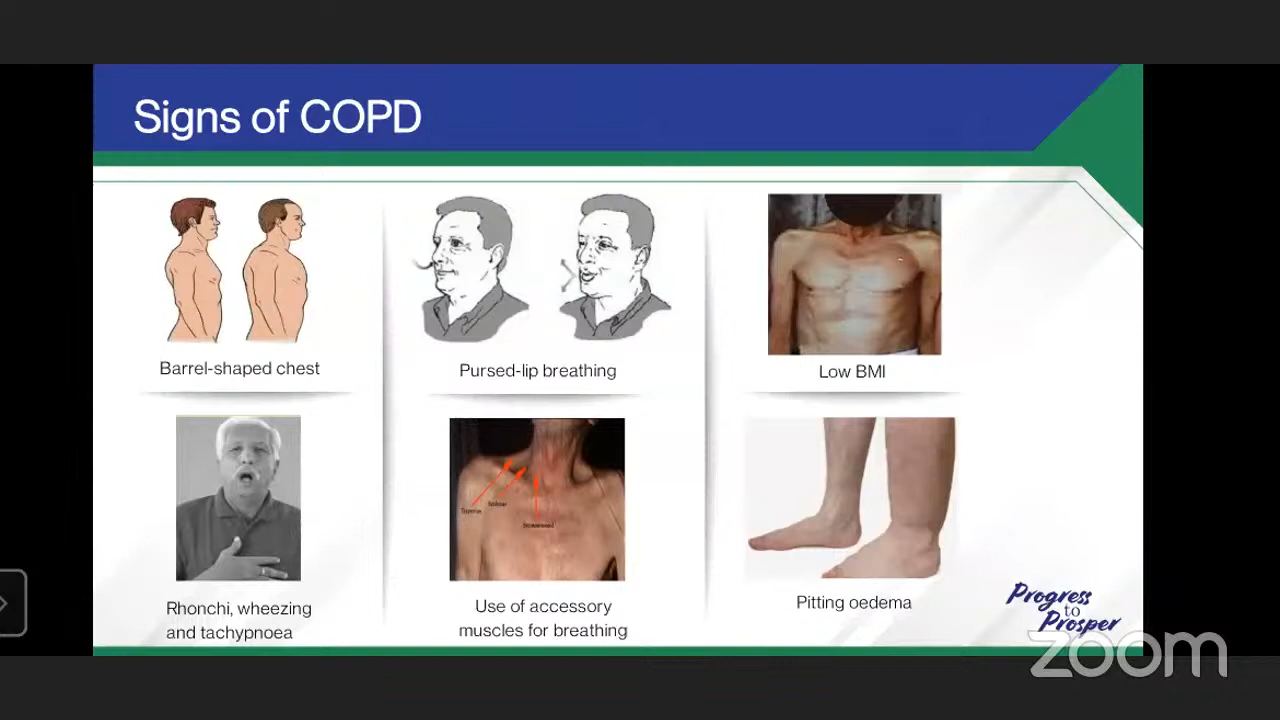 Signs of COPD
Barrel-shaped chest
Pursed-lip breathing
Low BMI
Rhonchi, wheezing
and tachypnoea
Use of accessory
muscles for breathing
Pitting oedema
Progress
to
Prosper
zoom